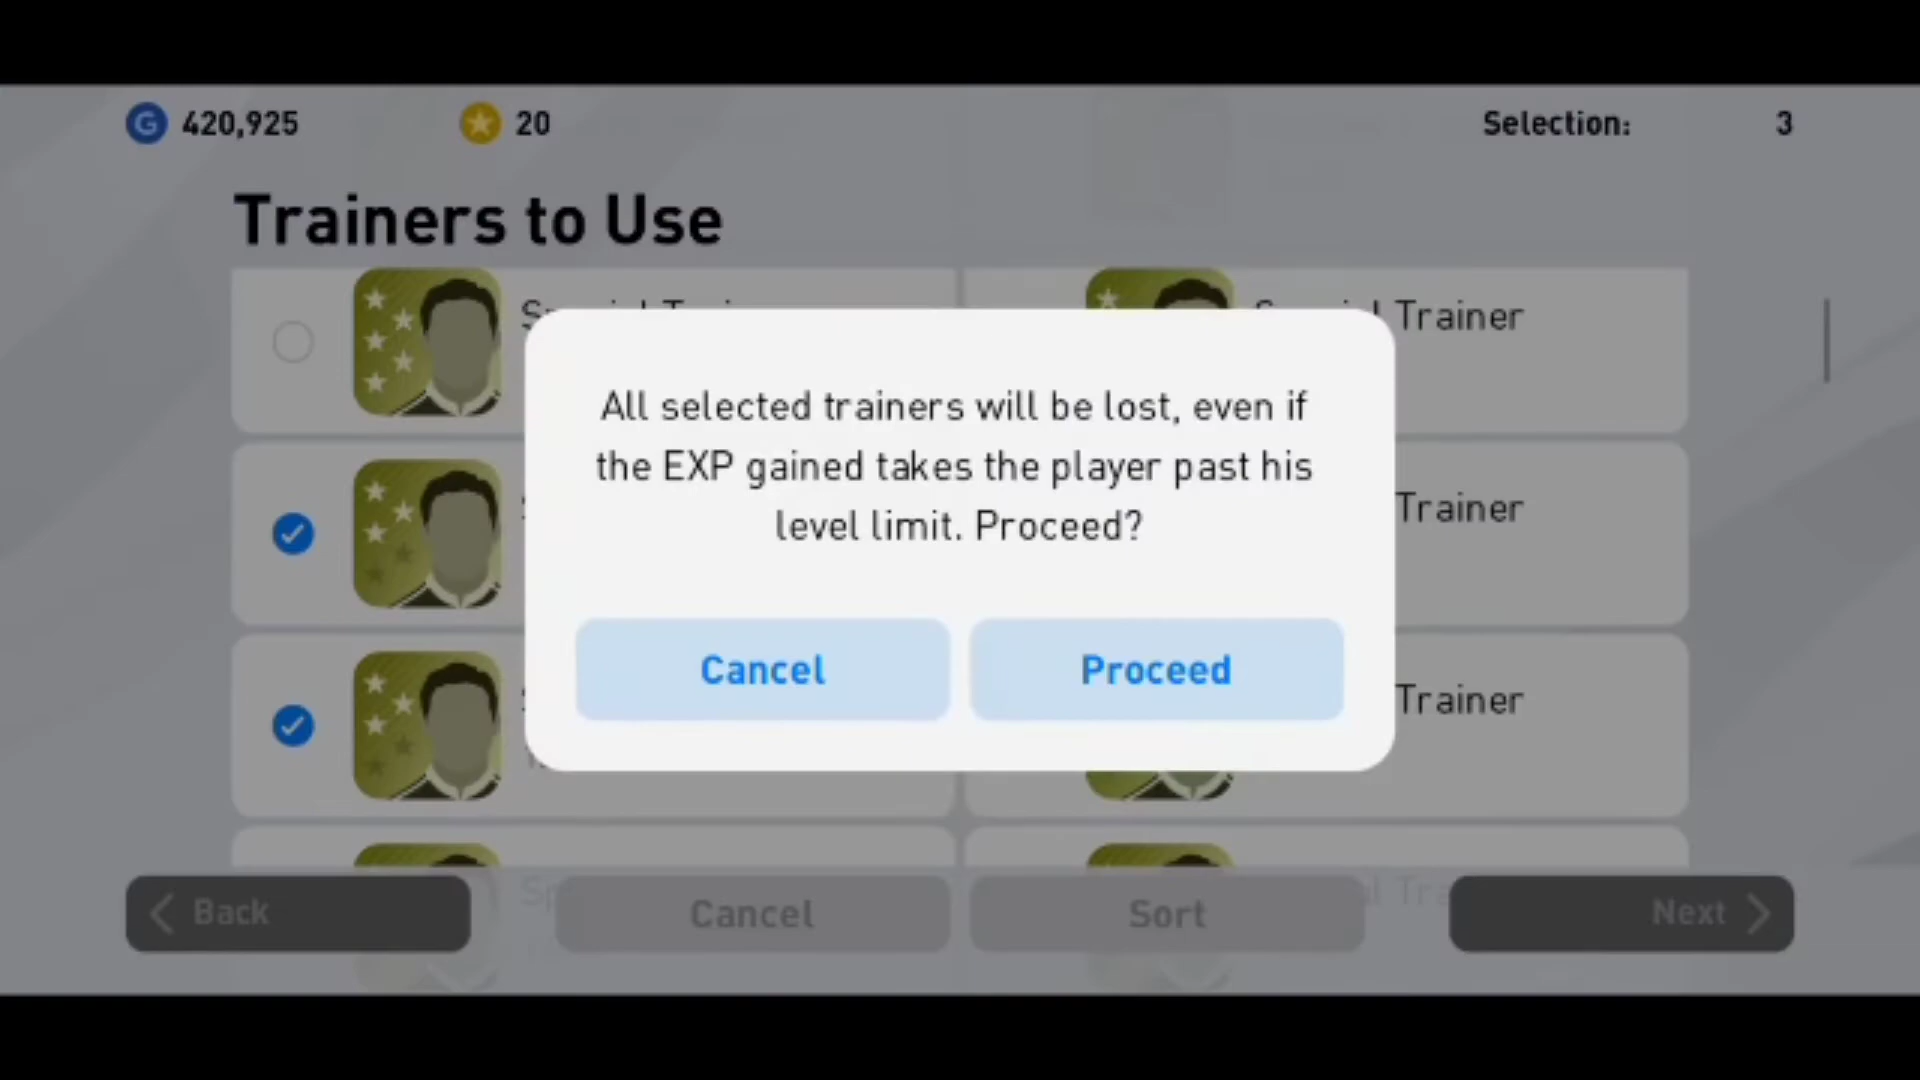 G 420,925
20
Selection: 3
Trainers to Use
Trainer
All selected trainers will be lost, even if
the EXP gained takes the player past his
level limit. Proceed?
Trainer
Trainer
Cancel
Proceed
Back
Cancel
Sort
Next